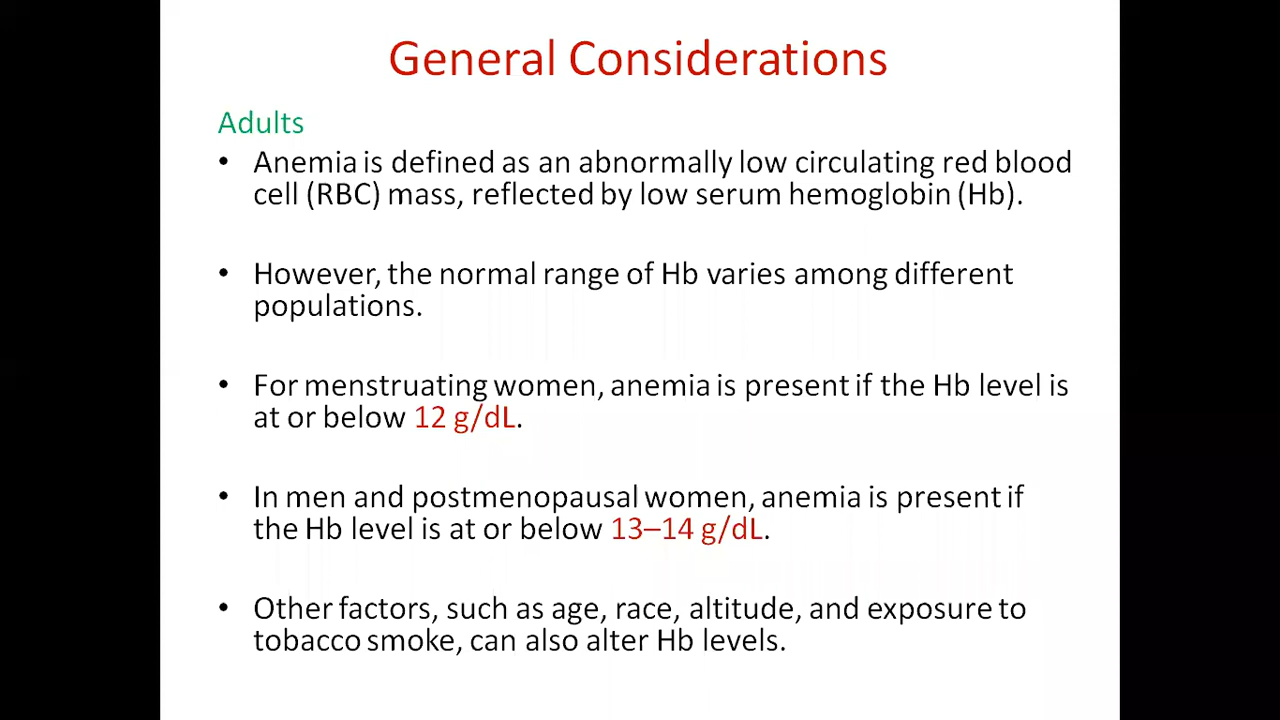 General Considerations
Adults
• Anemia is defined as an abnormally low circulating red blood
cell (RBC) mass, reflected by low serum hemoglobin (Hb).
• However, the normal range of Hb varies among different
populations.
• For menstruating women, anemia is present if the Hb level is
at or below 12 g/dL.
• In men and postmenopausal women, anemia is present if
the Hb level is at or below 13–14 g/dL.
• Other factors, such as age, race, altitude, and exposure to
tobacco smoke, can also alter Hb levels.